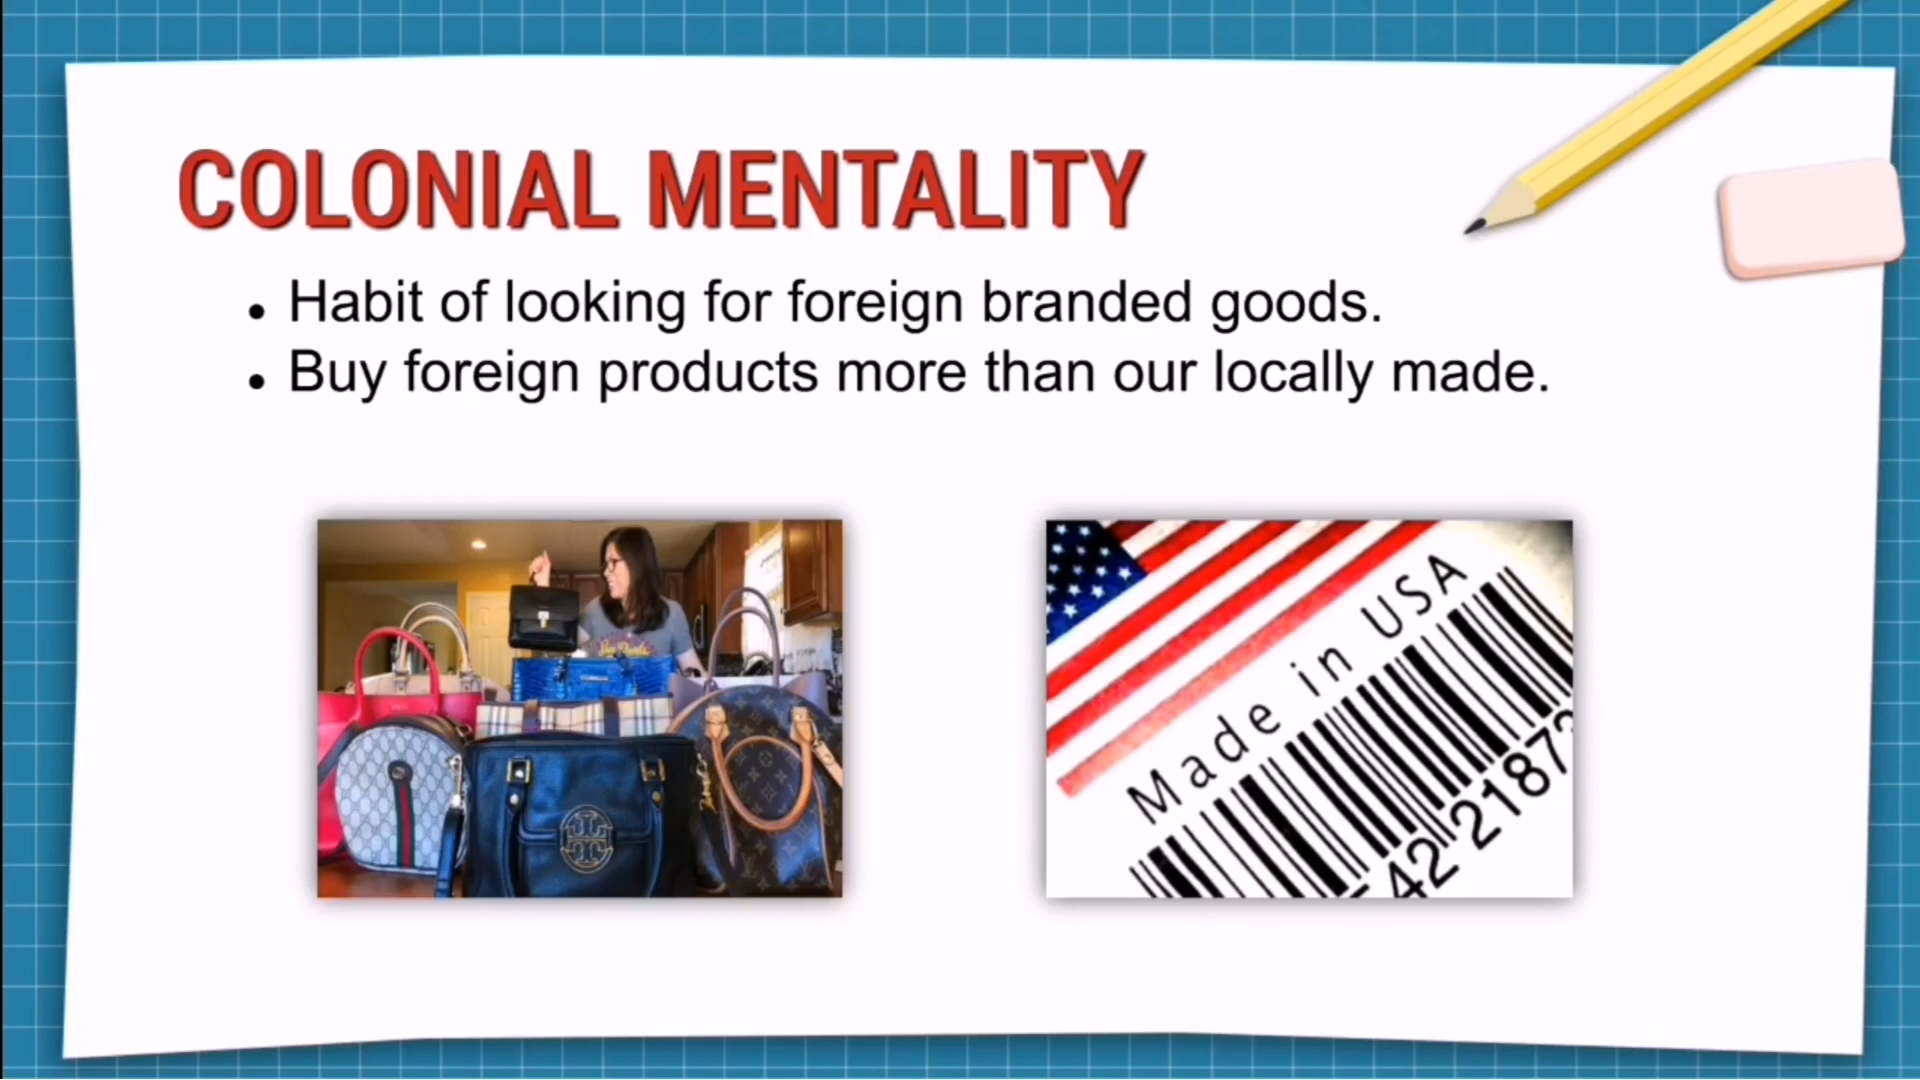 COLONIAL MENTALITY
• Habit of looking for foreign branded goods.
• Buy foreign products more than our locally made.
Made in USA
42 2187